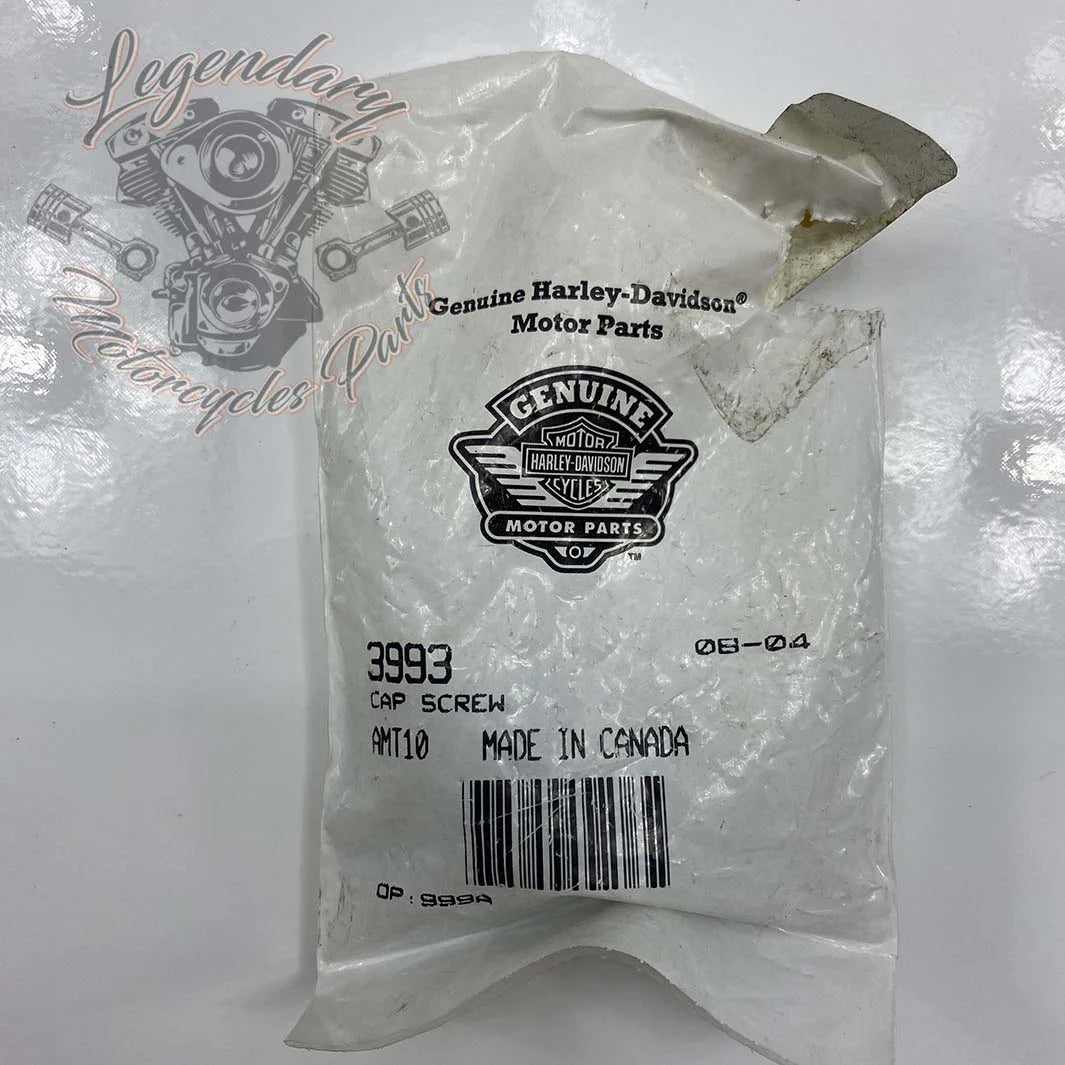 Legendary
Motorcycles Parts
Genuine Harley-Davidson®
Motor Parts
GENUINE
MOTOR
HARLEY-DAVIDSON
CYCLES
MOTOR PARTS
TM
3993
08-04
CAP SCREW
AMT10 MADE IN CANADA
OP: 999A